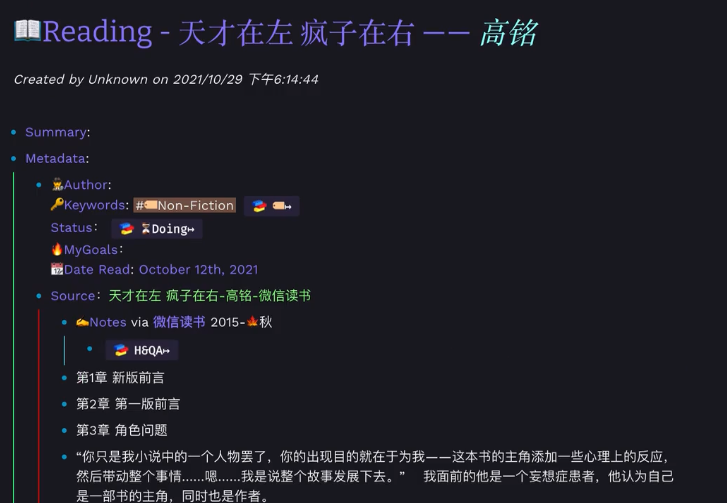 📖Reading - 天才在左 疯子在右 —— 高铭
Created by Unknown on 2021/10/29 下午6:14:44
Summary:
Metadata:
Author:
🔑Keywords: #🏷️Non-Fiction 🏷️↦
Status： ⏳Doing↦
🔥MyGoals:
📆Date Read: October 12th, 2021
Source：天才在左 疯子在右-高铭-微信读书
✍️Notes via 微信读书 2015-🍁秋
H&QA↦
第1章 新版前言
第2章 第一版前言
第3章 角色问题
“你只是我小说中的一个人物罢了，你的出现目的就在于为我——这本书的主角添加一些心理上的反应，
然后带动整个事情……嗯……我是说整个故事发展下去。” 我面前的他是一个妄想症患者，他认为自己
是一部书的主角，同时也是作者。